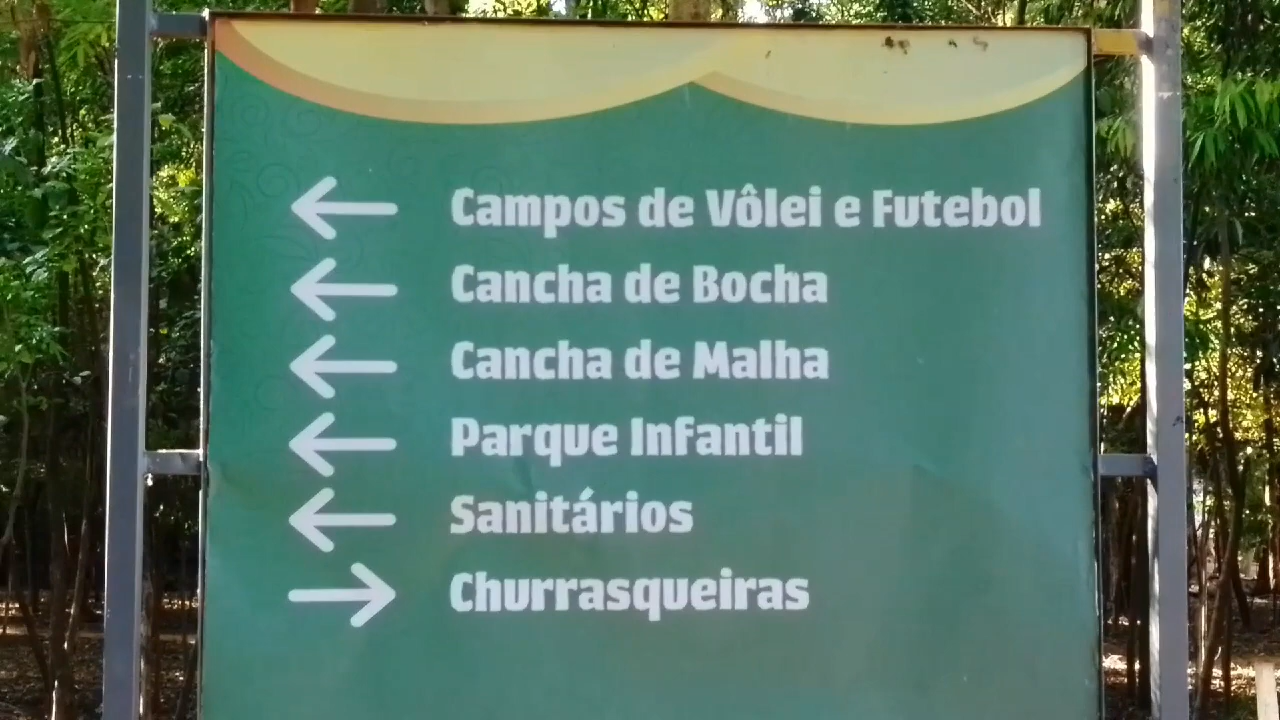 Campos de Vôlei e Futebol
Cancha de Bocha
Cancha de Malha
Parque Infantil
Sanitários
Churrasqueiras